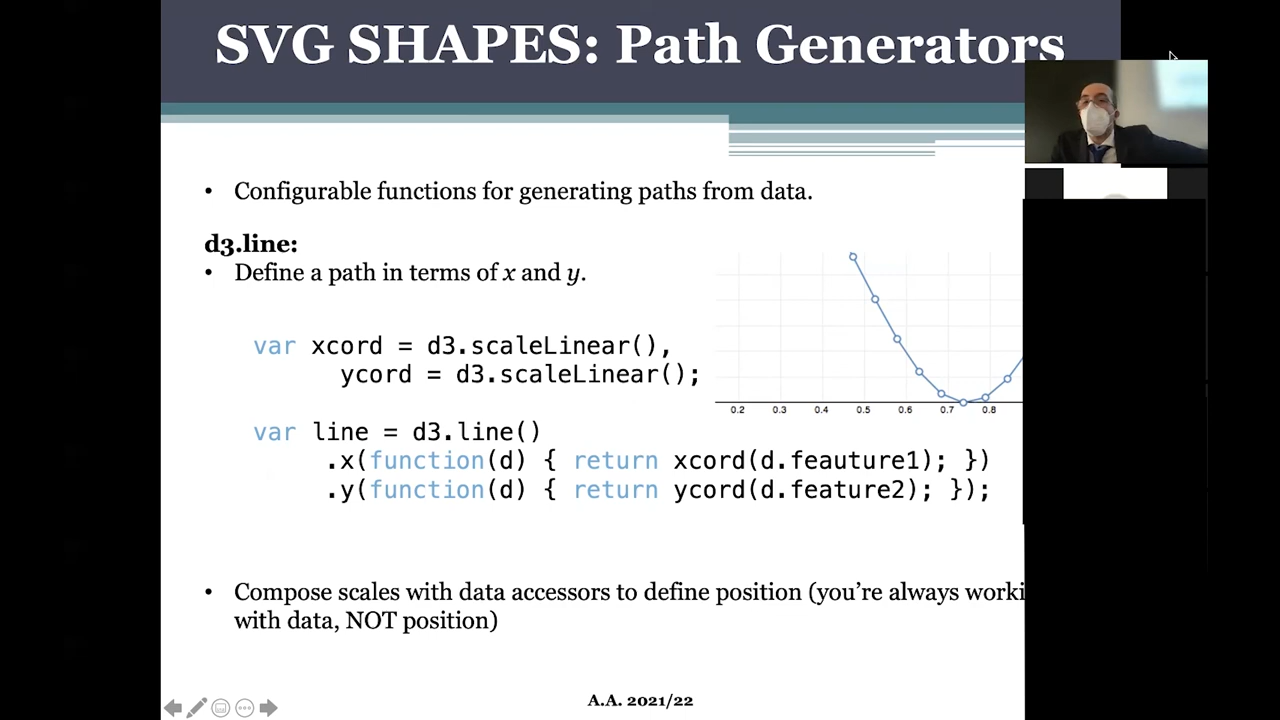 SVG SHAPES: Path Generators
• Configurable functions for generating paths from data.
d3.line:
• Define a path in terms of x and y.
var xcord = d3.scaleLinear(),
ycord = d3.scaleLinear();
0.2 0.3 0.4 0.5 0.6 0.7 0.8
var line = d3.line()
.x(function(d) { return xcord(d.feauture1); })
.y(function(d) { return ycord(d.feature2); });
• Compose scales with data accessors to define position (you’re always worki
with data, NOT position)
A.A. 2021/22